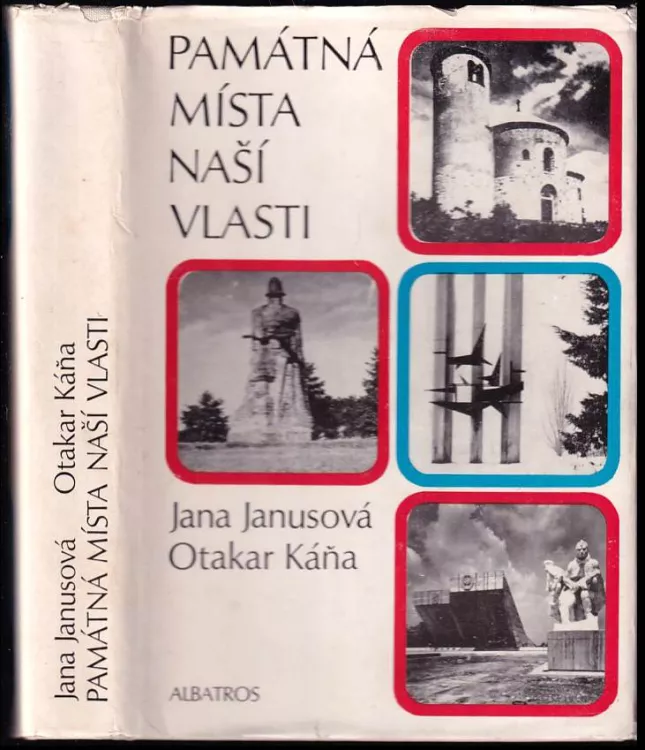 PAMÁTNÁ
MÍSTA
NAŠÍ
VLASTI
Jana Janusová
Otakar Káňa
ALBATROS
Jana Janusová Otakar Káňa
PAMÁTNÁ MÍSTA NAŠÍ VLASTI